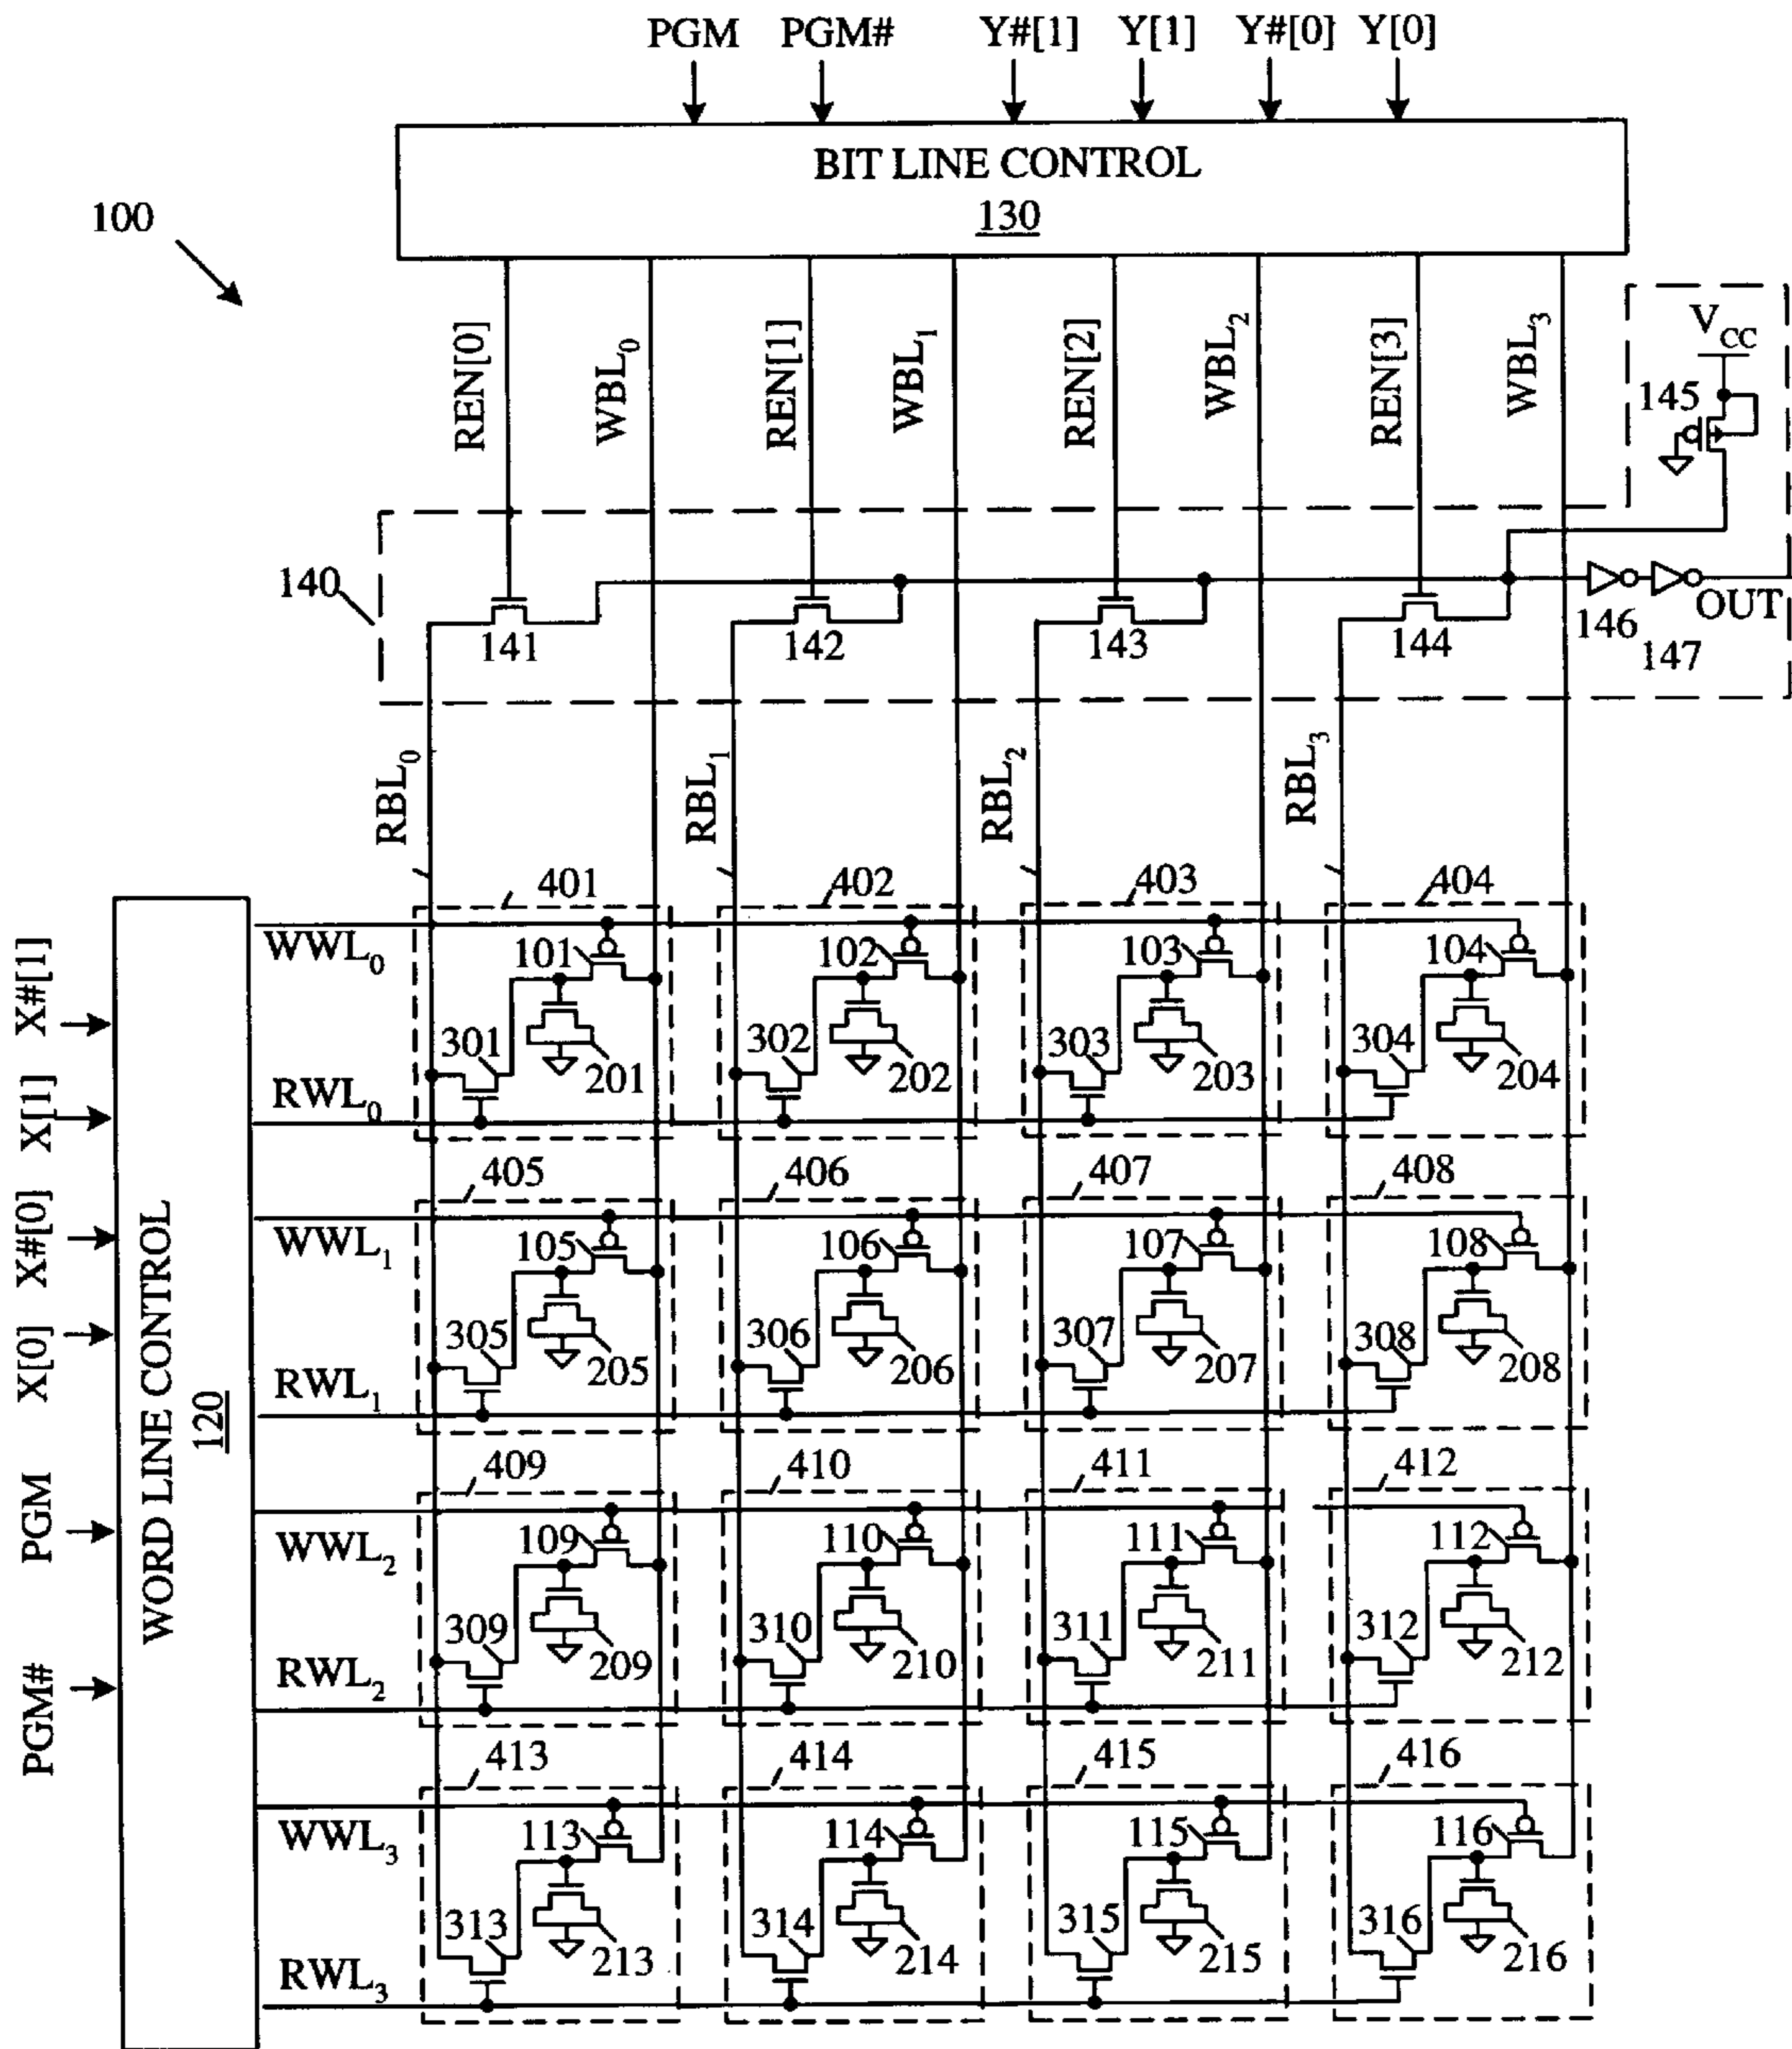 PGM PGM# Y#[1] Y[1] Y#[0] Y[0]
BIT LINE CONTROL
130
100
REN[0] WBL0 REN[1] WBL1 REN[2] WBL2 REN[3] WBL3
VCC
145
140
141 142 143 144 146 147 OUT
RBL0 RBL1 RBL2 RBL3
401 402 403 404
WWL0 101 102 103 104
301 302 303 304
201 202 203 204
RWL0
405 406 407 408
WWL1 105 106 107 108
305 306 307 308
205 206 207 208
RWL1
409 410 411 412
WWL2 109 110 111 112
309 310 311 312
209 210 211 212
RWL2
413 414 415 416
WWL3 113 114 115 116
313 314 315 316
213 214 215 216
RWL3
WORD LINE CONTROL
120
X#[1]
X[1]
X#[0]
X[0]
PGM
PGM#